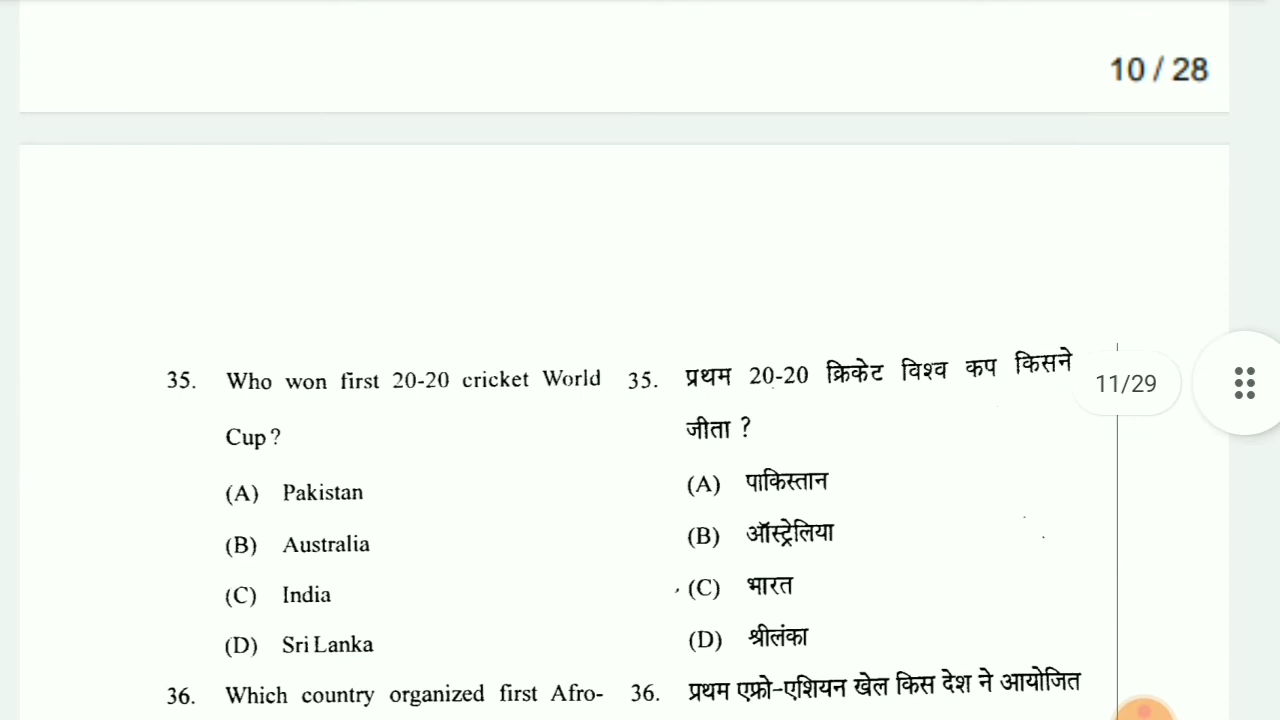 10 / 28
35. Who won first 20-20 cricket World
Cup ?
(A) Pakistan
(B) Australia
(C) India
(D) Sri Lanka
36. Which country organized first Afro-
35. प्रथम 20-20 क्रिकेट विश्व कप किसने
जीता ?
(A) पाकिस्तान
(B) ऑस्ट्रेलिया
(C) भारत
(D) श्रीलंका
36. प्रथम एफ्रो-एशियन खेल किस देश ने आयोजित
11/29